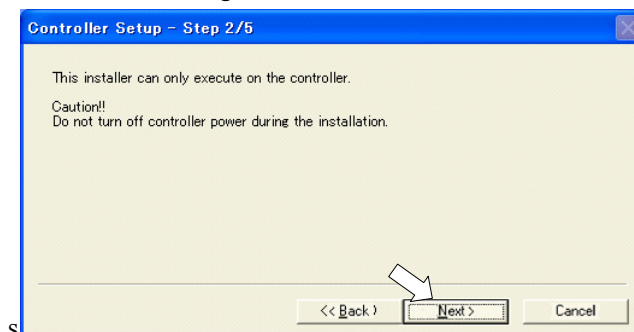 Controller Setup - Step 2/5
This installer can only execute on the controller.
Caution!!
Do not turn off controller power during the installation.
<< Back >
Next >
Cancel
s